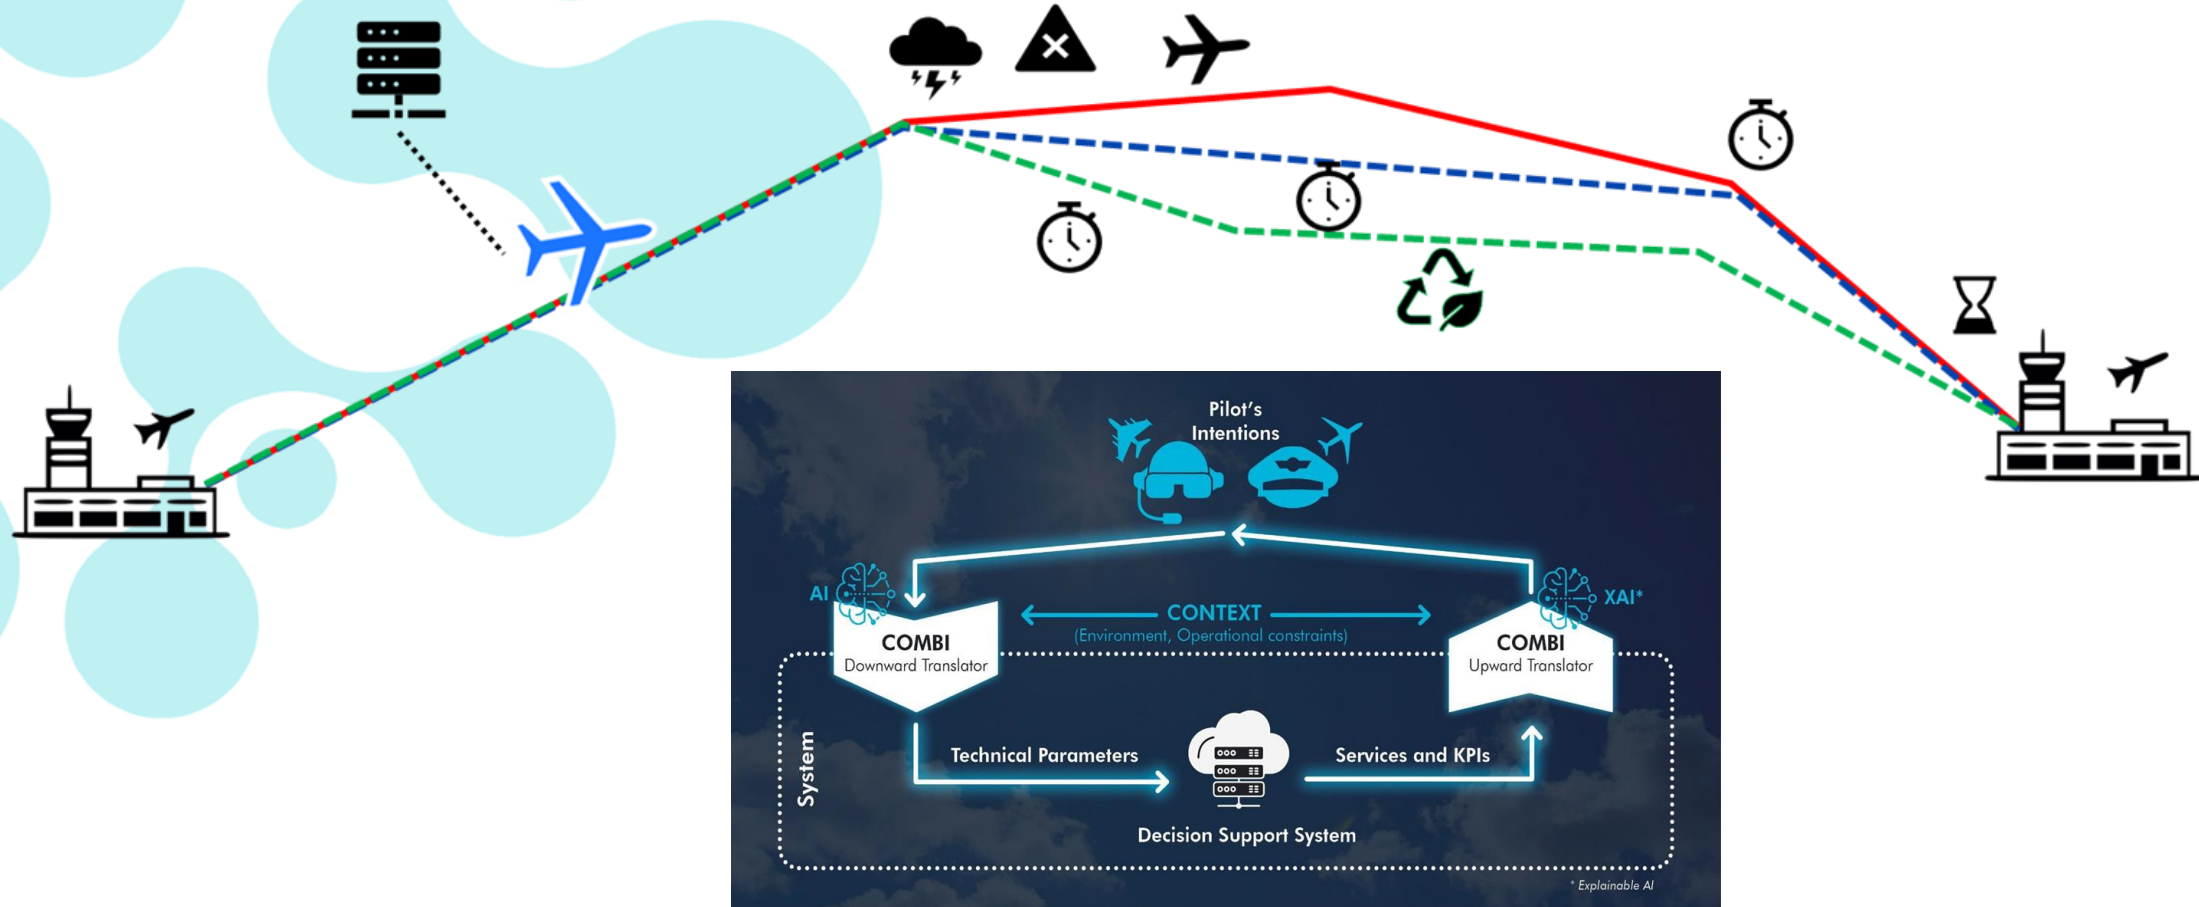 Pilot's
Intentions
AI
XAI*
CONTEXT
(Environment, Operational constraints)
COMBI
Downward Translator
COMBI
Upward Translator
System
Technical Parameters
Services and KPIs
Decision Support System
* Explainable AI